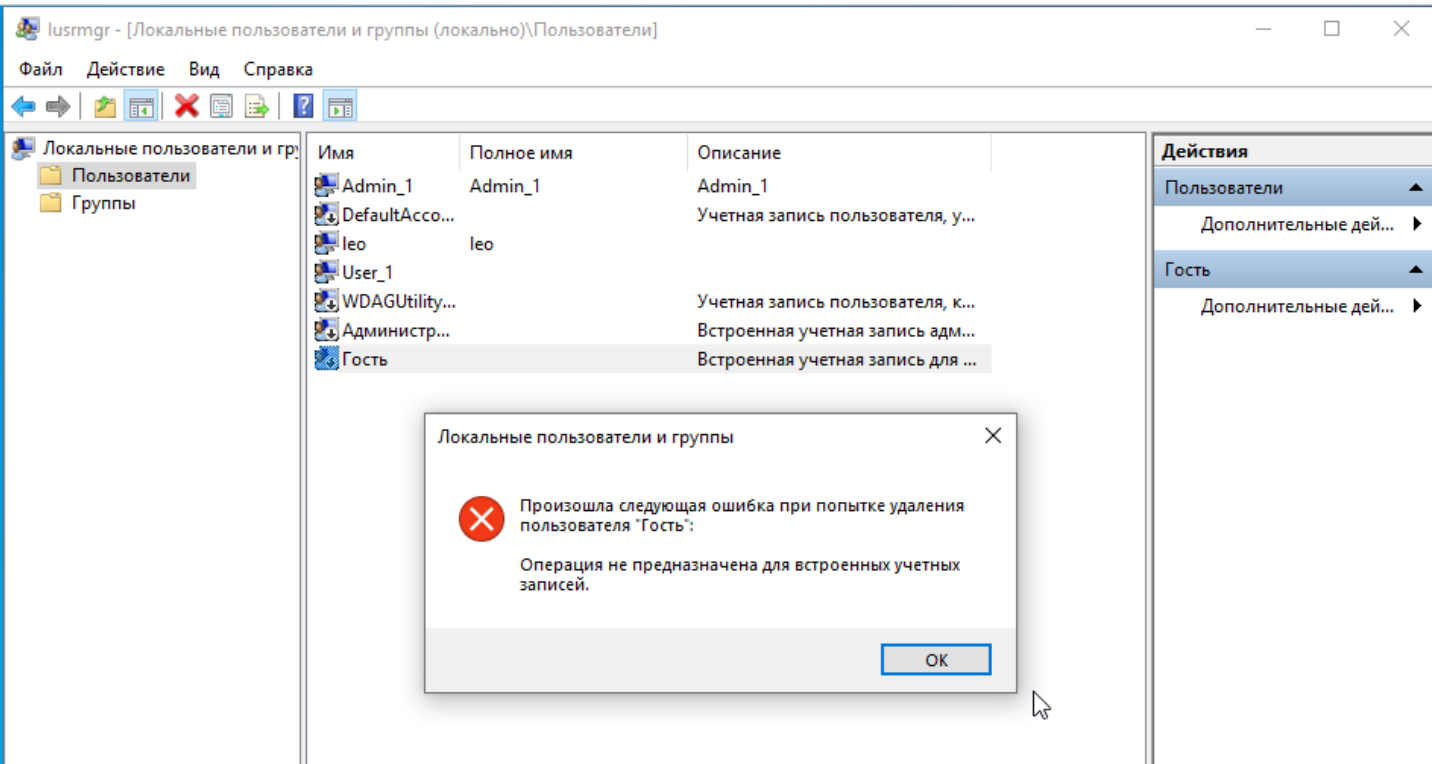 lusrmgr - [Локальные пользователи и группы (локально)\Пользователи]
Файл Действие Вид Справка
Локальные пользователи и гру
Пользователи
Группы
Имя Полное имя Описание
Admin_1 Admin_1 Admin_1
DefaultAcco... Учетная запись пользователя, у...
leo leo
User_1
WDAGUtility... Учетная запись пользователя, к...
Администр... Встроенная учетная запись адм...
Гость Встроенная учетная запись для ...
Действия
Пользователи
Дополнительные дей...
Гость
Дополнительные дей...
Локальные пользователи и группы
Произошла следующая ошибка при попытке удаления
пользователя "Гость":
Операция не предназначена для встроенных учетных
записей.
ОК